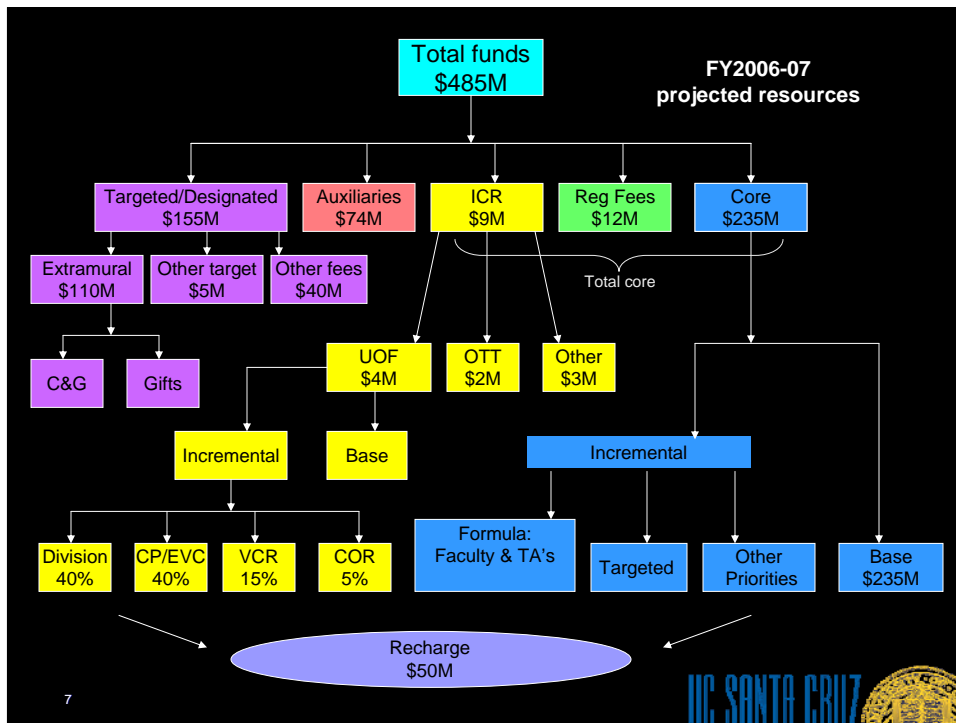 Total funds
$485M
FY2006-07
projected resources
Targeted/Designated
$155M
Auxiliaries
$74M
ICR
$9M
Reg Fees
$12M
Core
$235M
Extramural
$110M
Other target
$5M
Other fees
$40M
Total core
C&G
Gifts
UOF
$4M
OTT
$2M
Other
$3M
Incremental
Base
Incremental
Division
40%
CP/EVC
40%
VCR
15%
COR
5%
Formula:
Faculty & TA's
Targeted
Other
Priorities
Base
$235M
Recharge
$50M
7
UC SANTA CRUZ